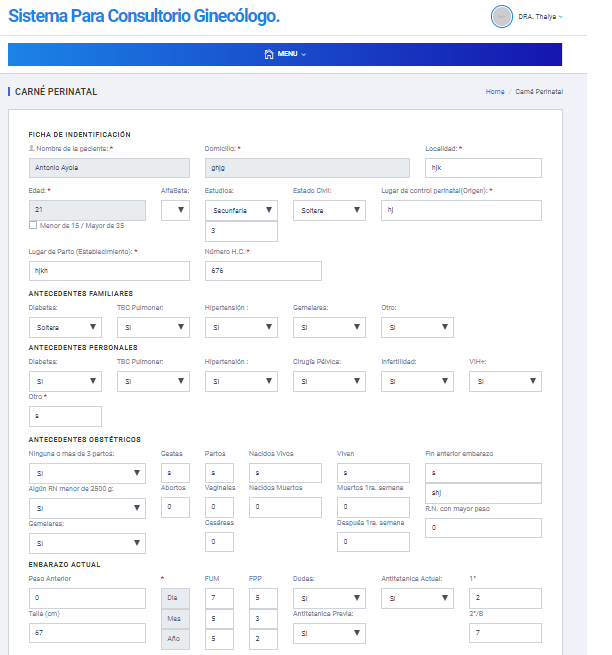 Sistema Para Consultorio Ginecólogo.
DRA. Thalya
MENU
CARNÉ PERINATAL
Home / Carné Perinatal
FICHA DE INDENTIFICACIÓN
Nombre de la paciente: * Domicilio: * Localidad: *
Antonio Ayola ghjg hjk
Edad: * AlfaBeta: Estudios: Estado Civil: Lugar de control perinatal(Origen): *
21 Secunfaria Soltera hj
Menor de 15 / Mayor de 35 3
Lugar de Parto (Establecimiento): * Número H.C. *
hjkh 676
ANTECEDENTES FAMILIARES
Diabetes: TBC Pulmonar: Hipertensión : Gemelares: Otro:
Soltera SI SI SI SI
ANTECEDENTES PERSONALES
Diabetes: TBC Pulmonar: Hipertensión : Cirugía Pélvica: Infertilidad: VIH+:
SI SI SI SI SI SI
Otro *
s
ANTECEDENTES OBSTÉTRICOS
Ninguna o mas de 3 partos: Gestas Partos Nacidos Vivos Viven Fin anterior embarazo
SI s s s s s
Algún RN menor de 2500 g: Abortos Vaginales Nacidos Muertos Muertos 1ra. semana shj
SI 0 0 0 0 R.N. con mayor peso
Gemelares: Cesáreas Después 1ra. semana 0
SI 0 0
ENBARAZO ACTUAL
Peso Anterior * FUM FPP Dudas: Antitetanica Actual: 1°
0 Dia 7 5 SI SI 2
Talla (cm) Mes 5 3 Antitetanica Previa: 2°/B
67 Año 5 2 SI 7